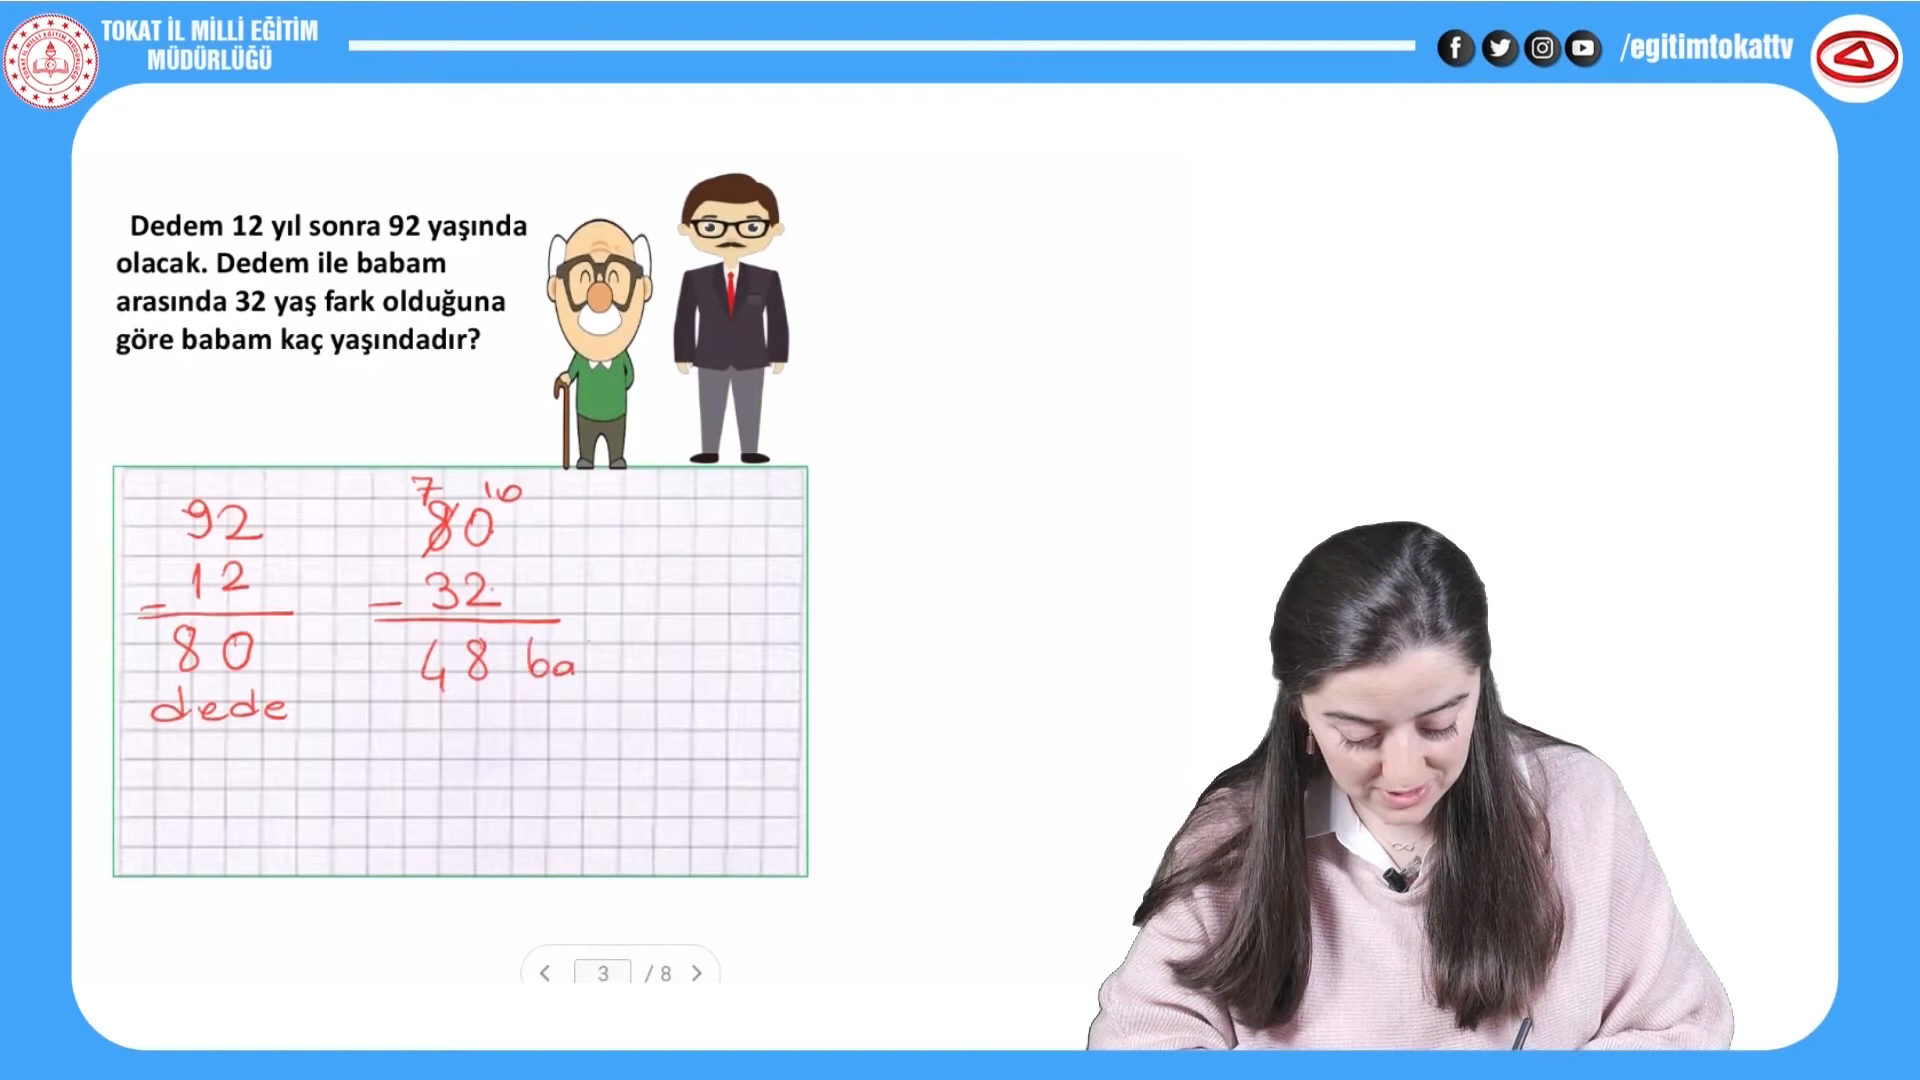 TOKAT İL MİLLİ EĞİTİM
MÜDÜRLÜĞÜ
/egitimtokattv
Dedem 12 yıl sonra 92 yaşında
olacak. Dedem ile babam
arasında 32 yaş fark olduğuna
göre babam kaç yaşındadır?
92
12
-
80
dede
7 10
80
- 32
48 ba
3 / 8